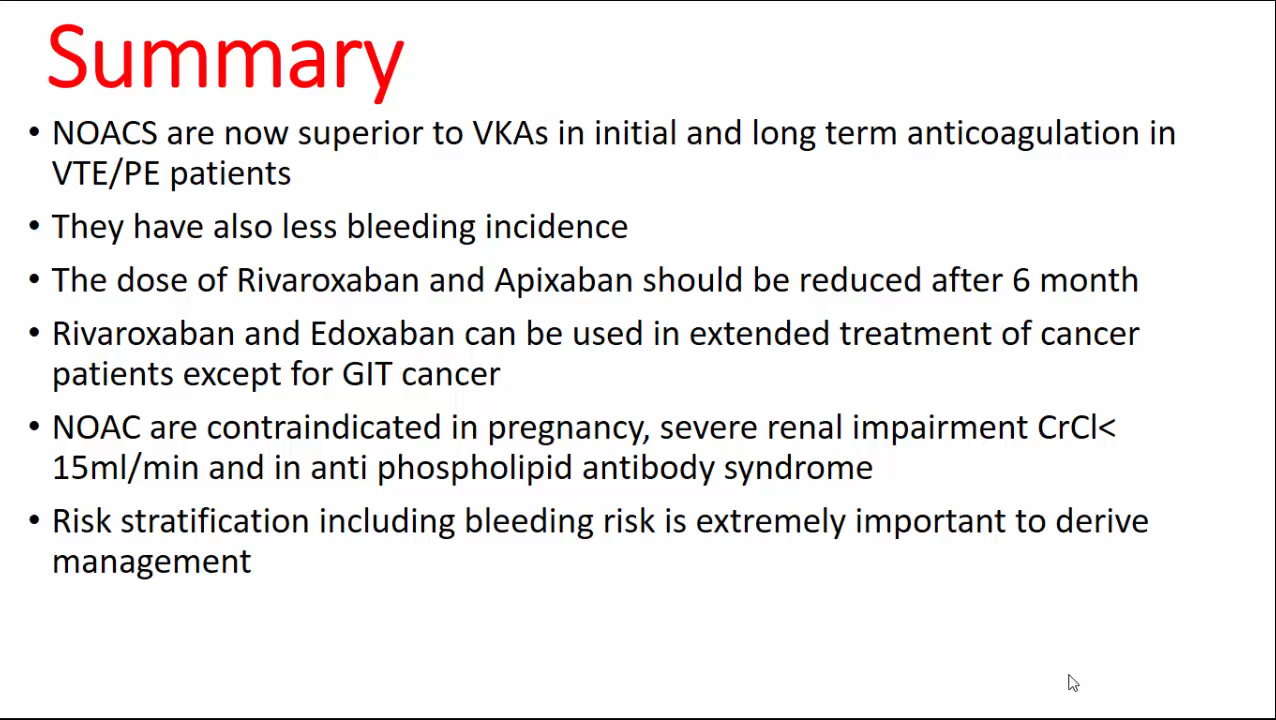 Summary
• NOACS are now superior to VKAs in initial and long term anticoagulation in
VTE/PE patients
• They have also less bleeding incidence
• The dose of Rivaroxaban and Apixaban should be reduced after 6 month
• Rivaroxaban and Edoxaban can be used in extended treatment of cancer
patients except for GIT cancer
• NOAC are contraindicated in pregnancy, severe renal impairment CrCl<
15ml/min and in anti phospholipid antibody syndrome
• Risk stratification including bleeding risk is extremely important to derive
management